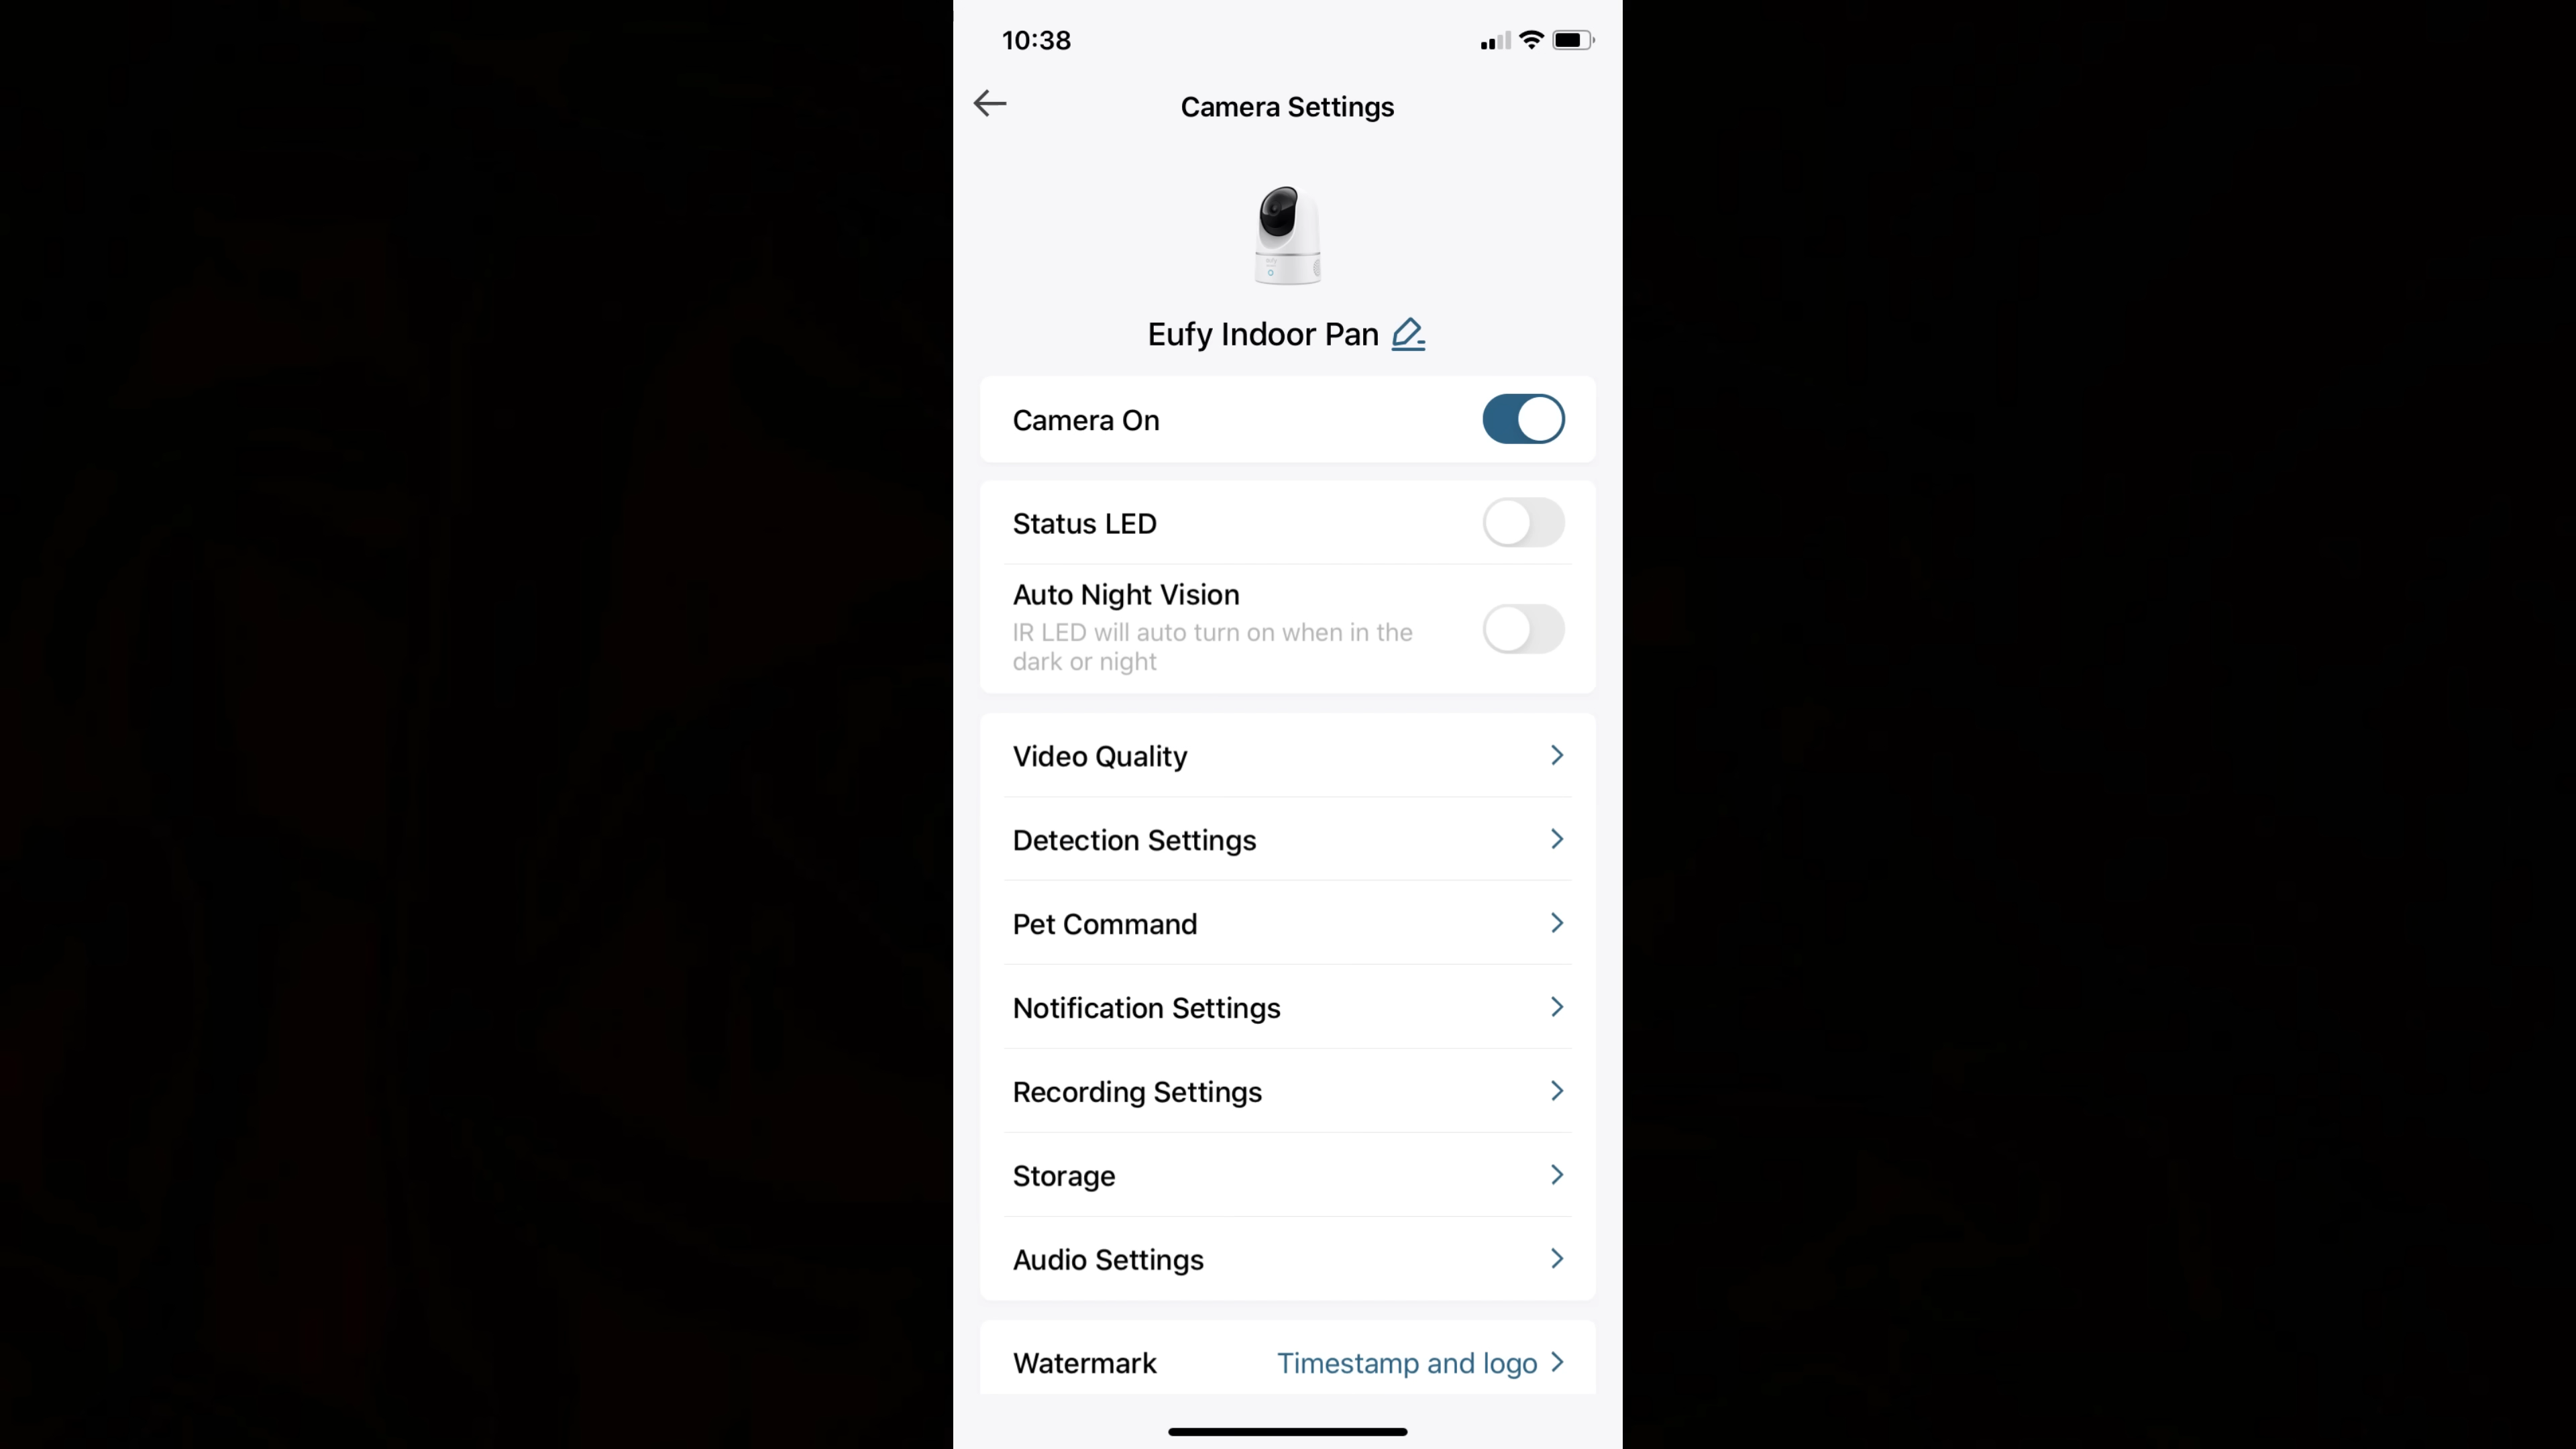 10:38
Camera Settings
eufy
Eufy Indoor Pan
Camera On
Status LED
Auto Night Vision
IR LED will auto turn on when in the
dark or night
Video Quality
Detection Settings
Pet Command
Notification Settings
Recording Settings
Storage
Audio Settings
Watermark Timestamp and logo